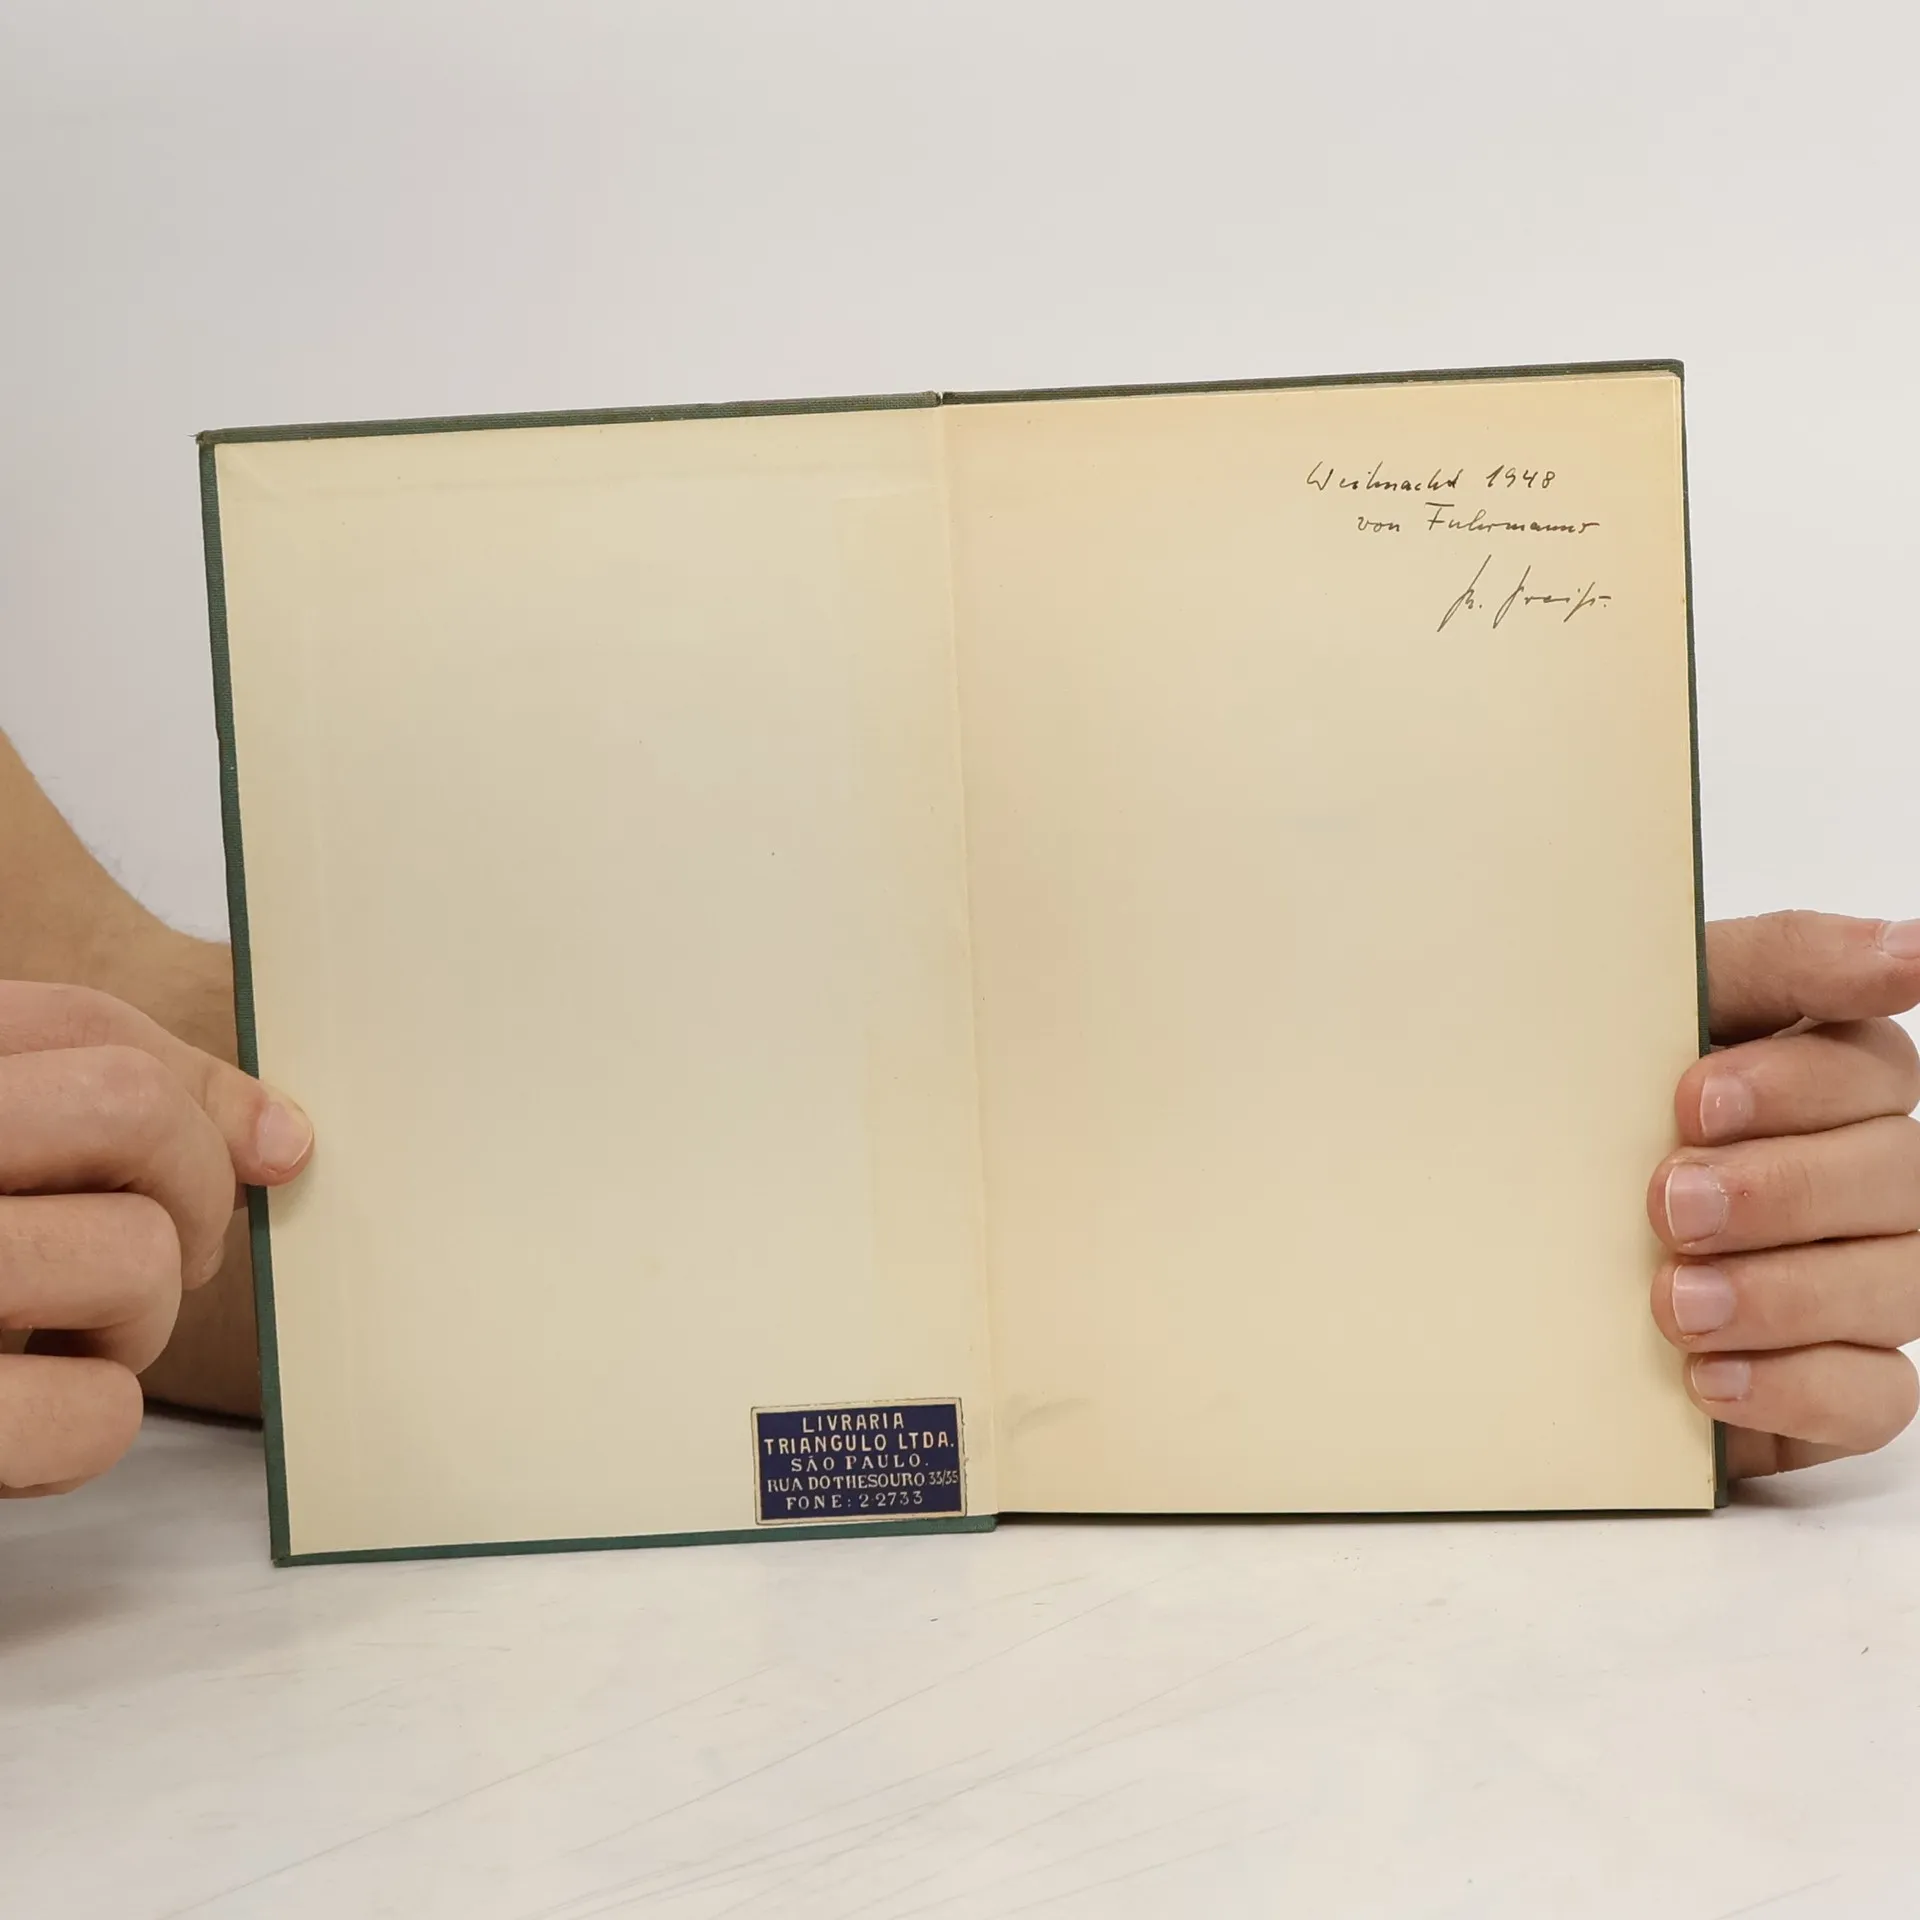 Weihnacht 1948
von Fuhrmanns
LIVRARIA
TRIANGULO LTDA.
SÃO PAULO.
RUA DO THESOURO 33/35
FONE: 2-2733